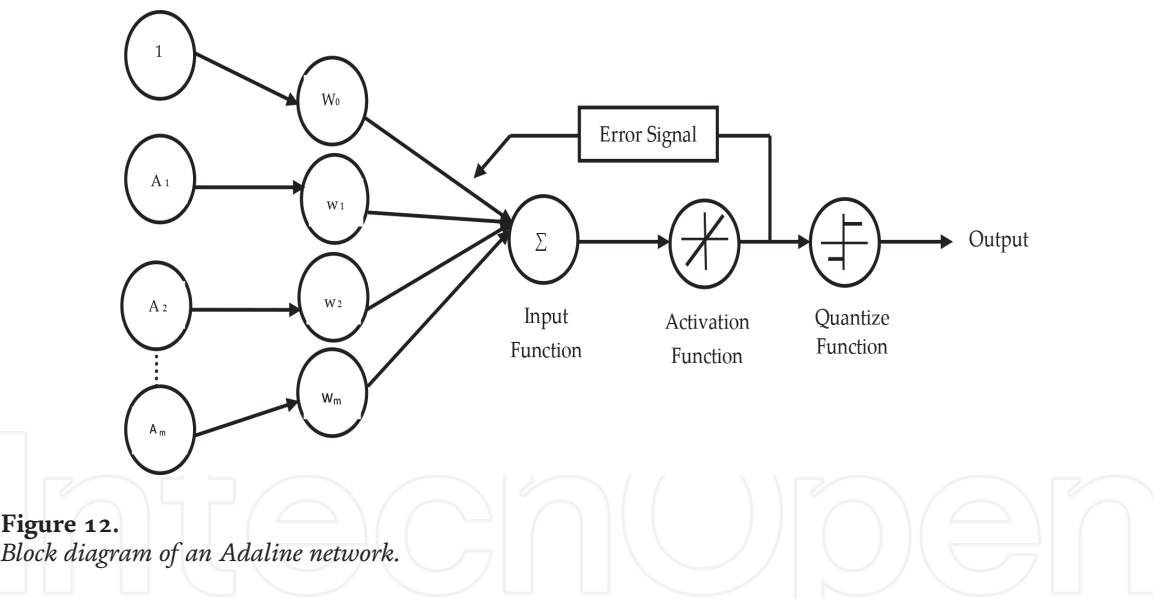 1
W₀
Error Signal
A₁
w₁
Σ
Output
A₂
w₂
Input
Function
Activation
Function
Quantize
Function
Aₘ
wₘ
IntechOpen
Figure 12.
Block diagram of an Adaline network.